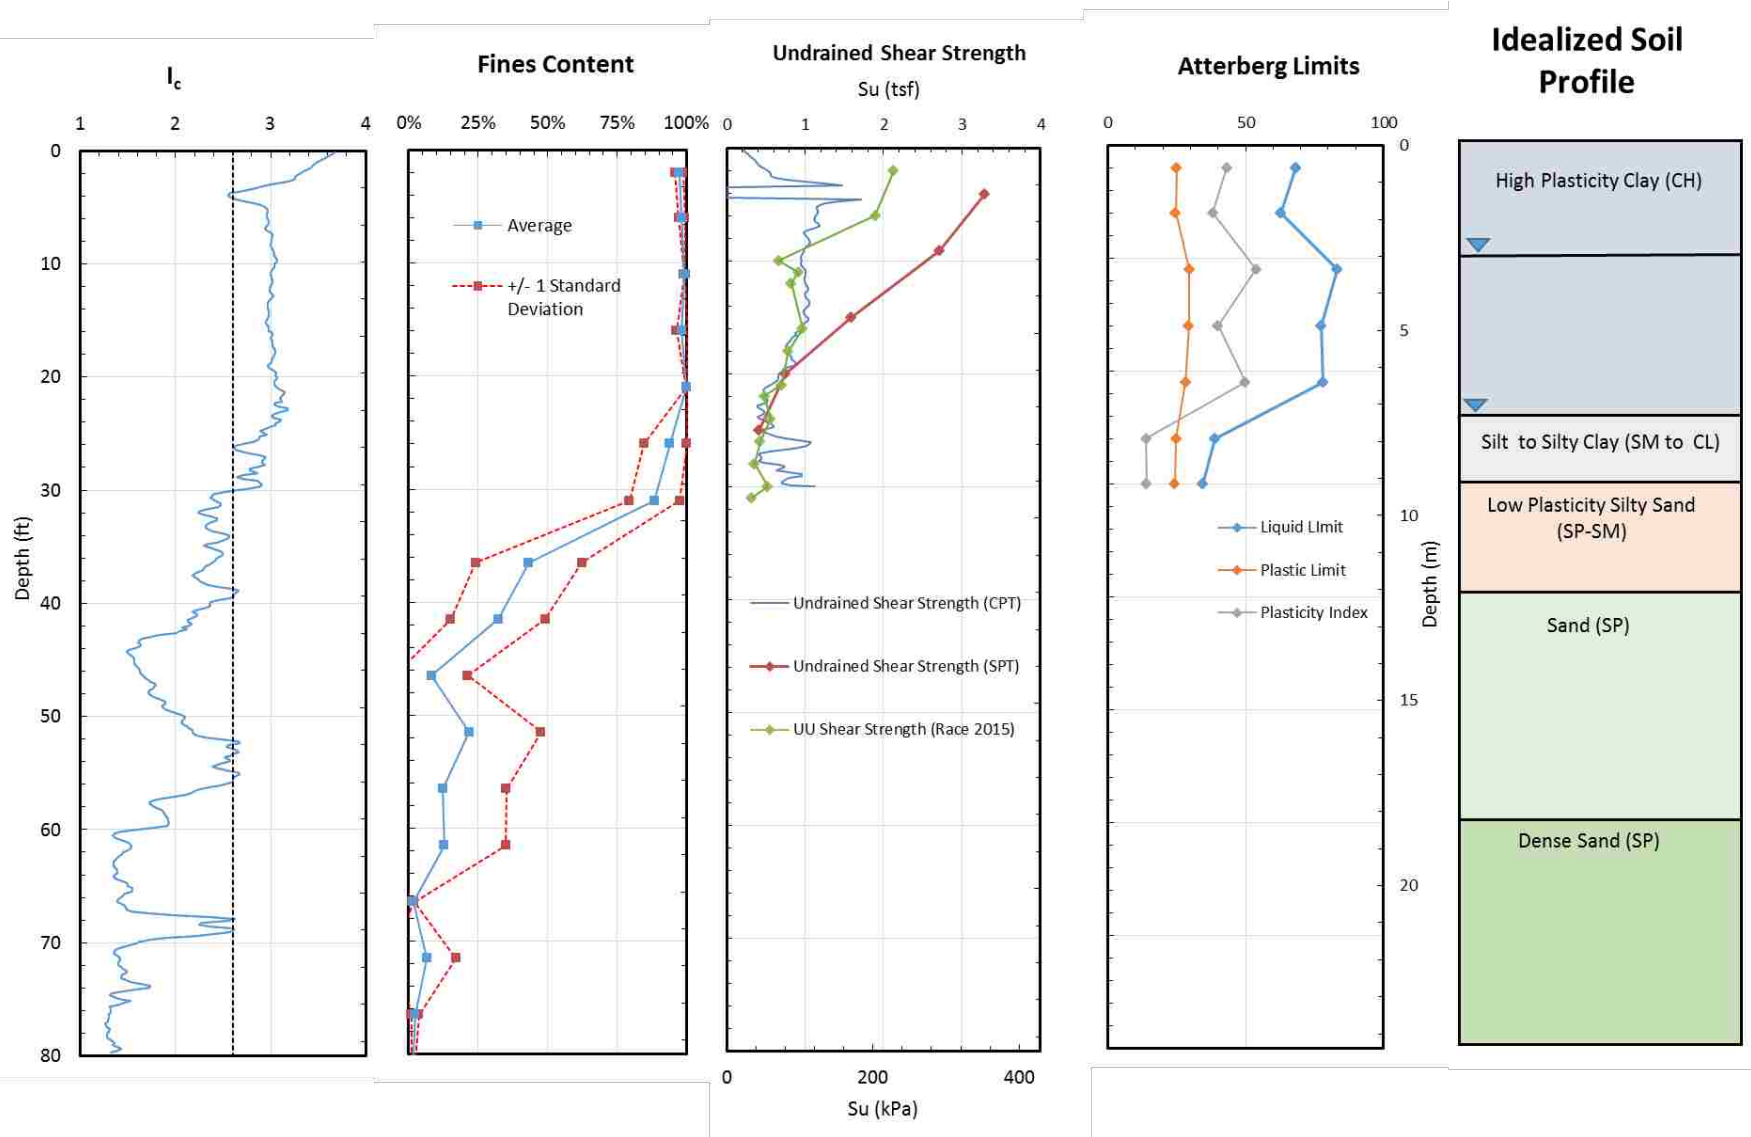 Idealized Soil
Profile
Undrained Shear Strength
Su (tsf)
Fines Content
Atterberg Limits
Ic
1 2 3 4
0% 25% 50% 75% 100%
0 1 2 3 4
0 50 100
0
10
20
30
40
50
60
70
80
Depth (ft)
Average
+/- 1 Standard
Deviation
Undrained Shear Strength (CPT)
Undrained Shear Strength (SPT)
UU Shear Strength (Race 2015)
0 200 400
Su (kPa)
Liquid LImit
Plastic Limit
Plasticity Index
0
5
10
15
20
Depth (m)
High Plasticity Clay (CH)
Silt to Silty Clay (SM to CL)
Low Plasticity Silty Sand
(SP-SM)
Sand (SP)
Dense Sand (SP)